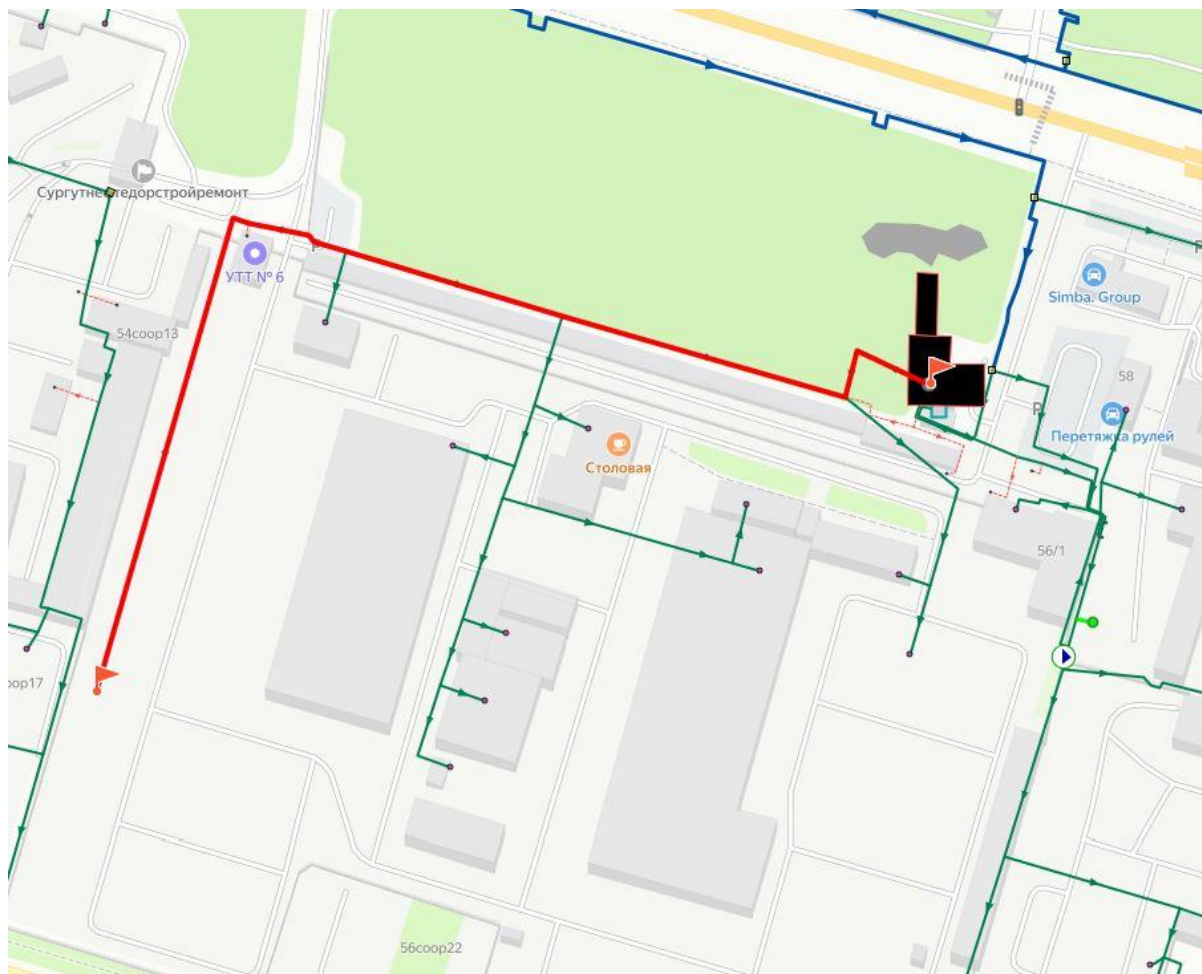 Сургутнефтедорстройремонт
P
P
УТТ № 6
Simba. Group
54соор13
58
P
Перетяжка рулей
Столовая
56/1
оор17
56соор22